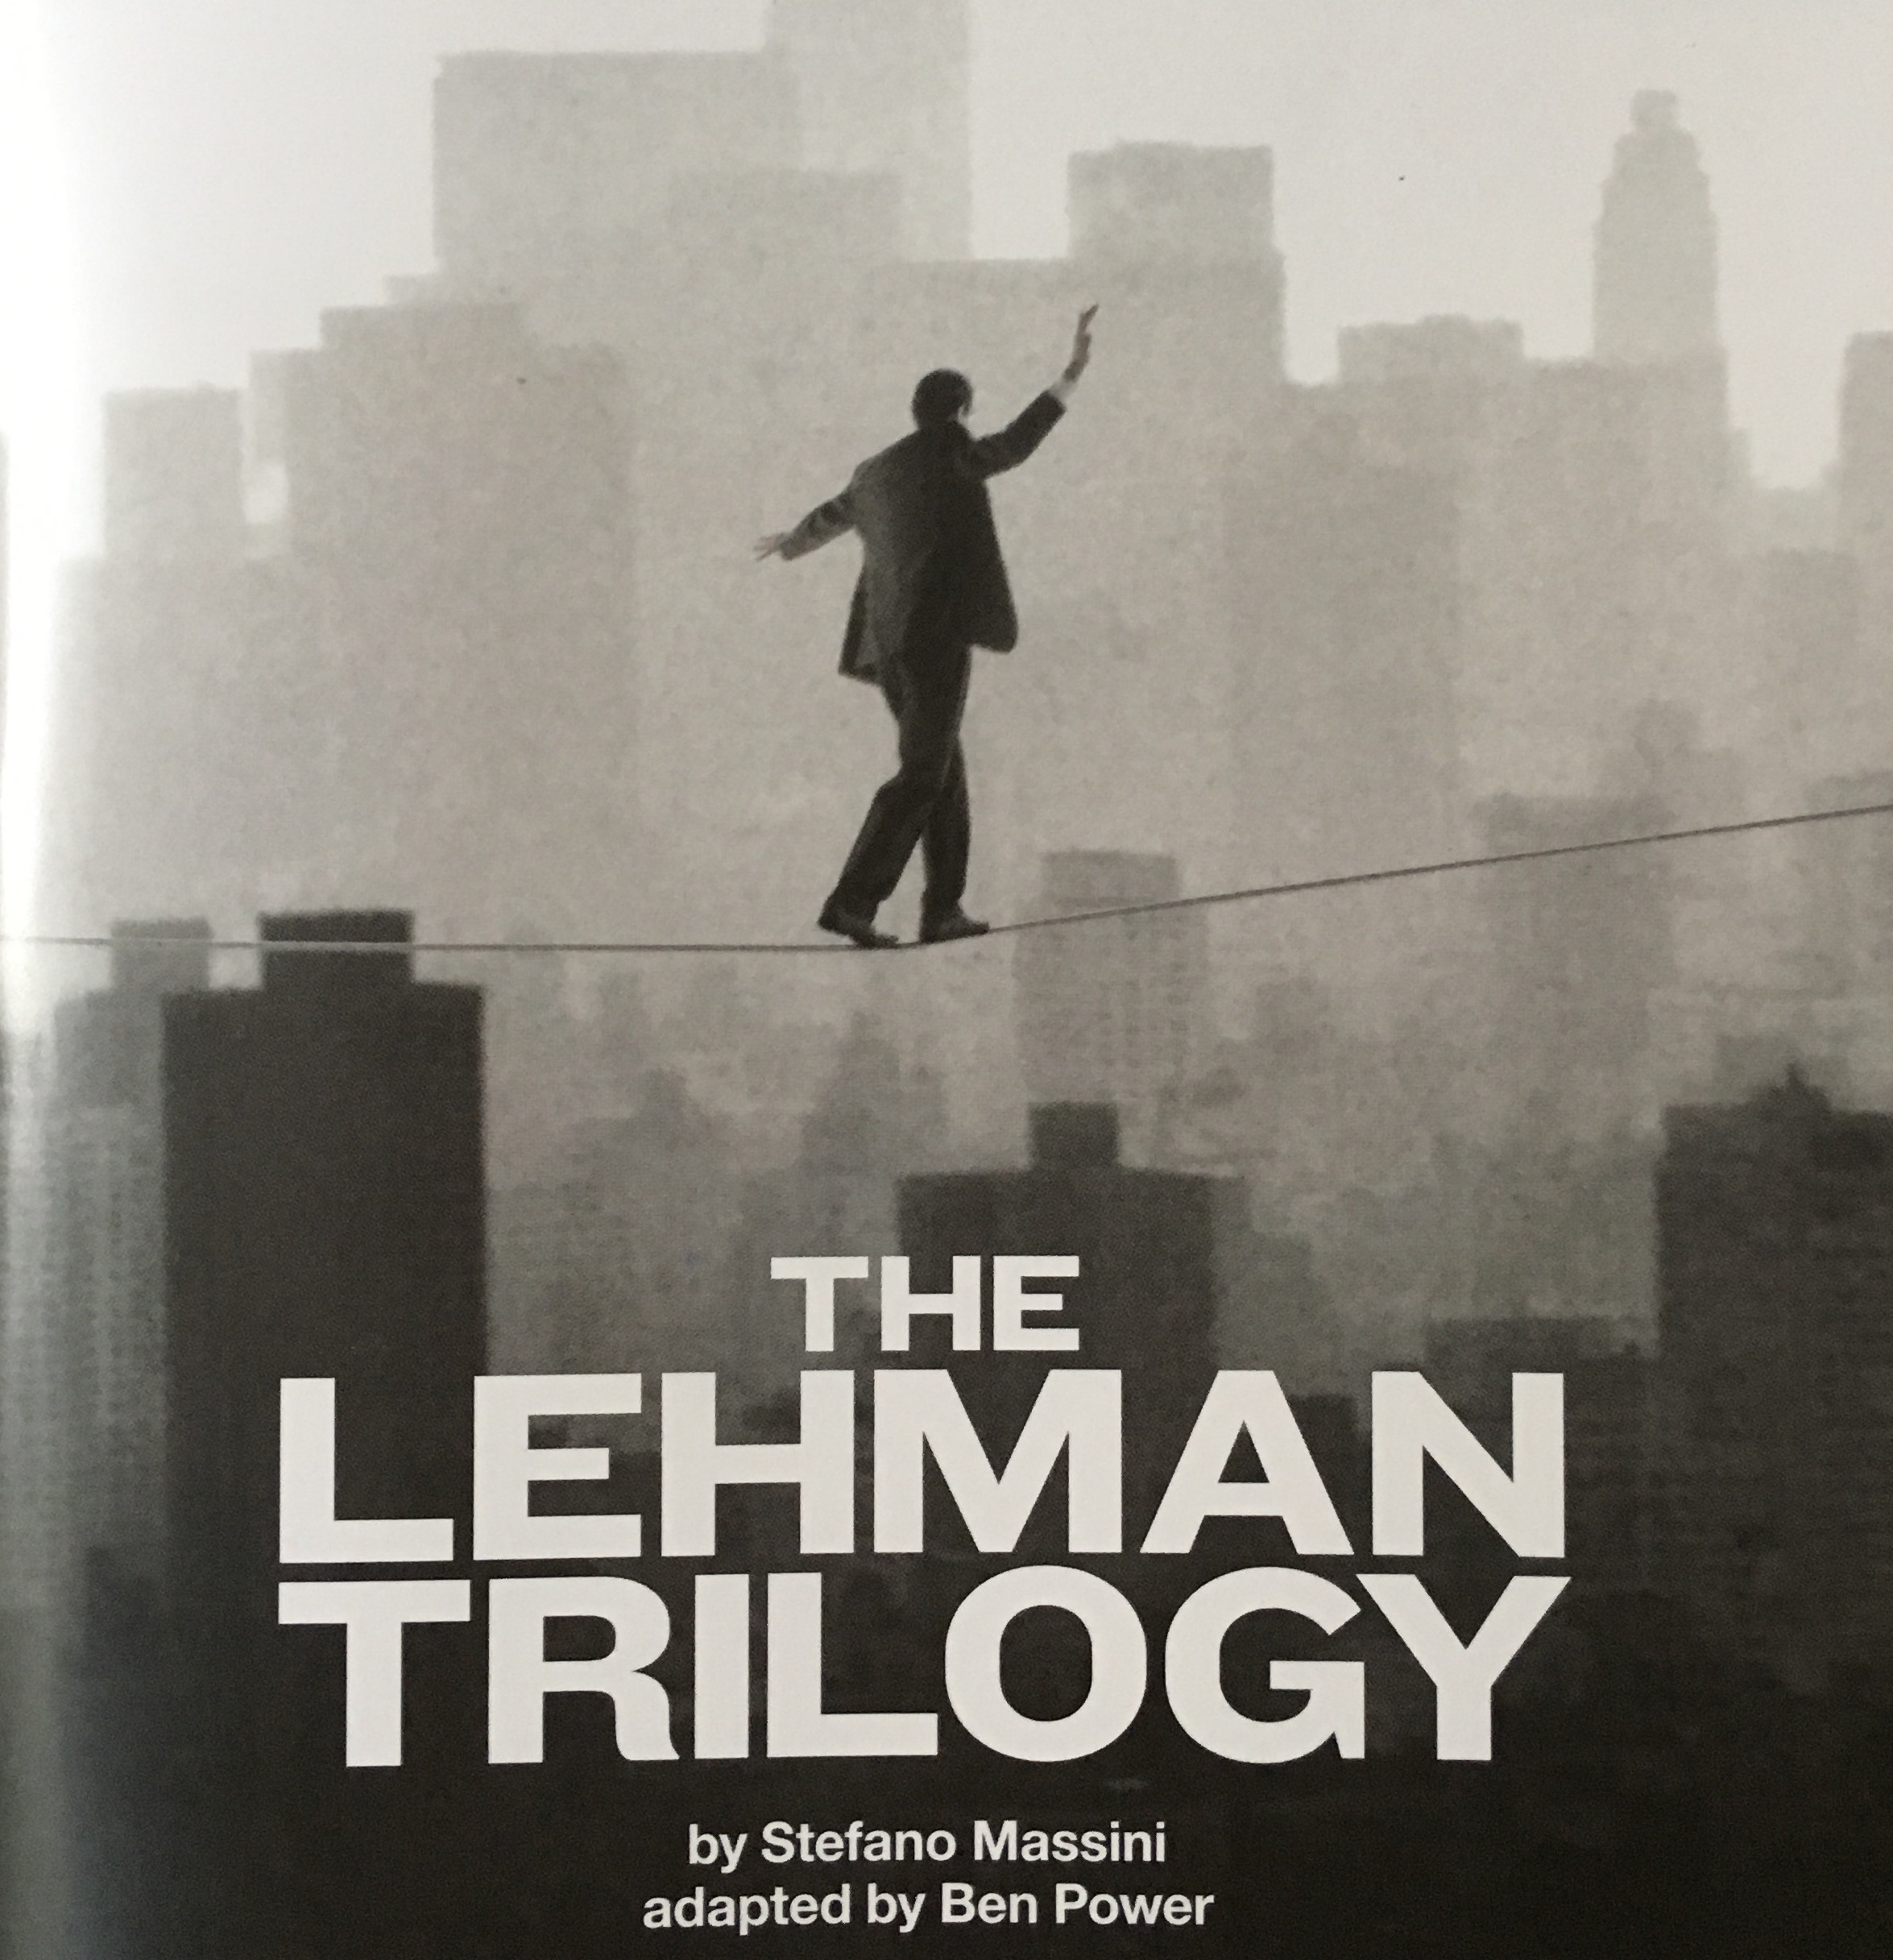 THE
LEHMAN
TRILOGY
by Stefano Massini
adapted by Ben Power